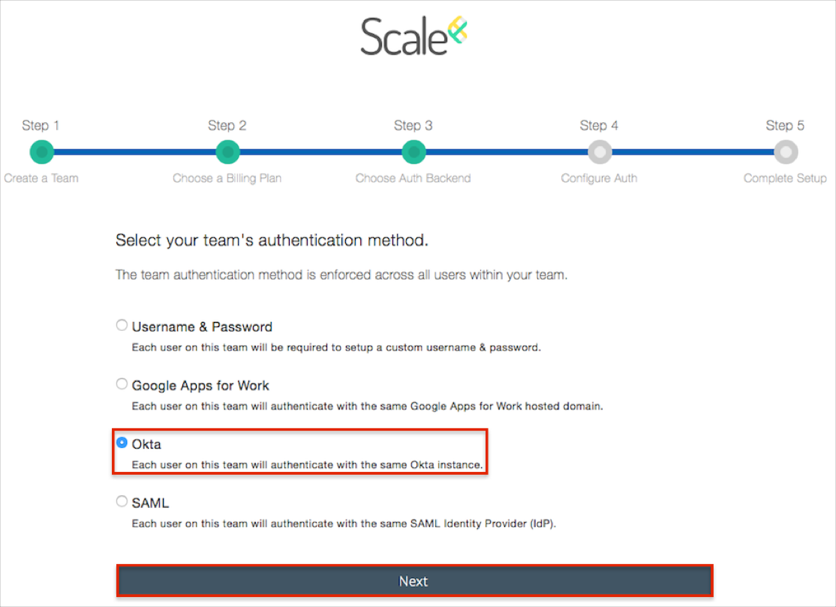 Scale
Step 1 Step 2 Step 3 Step 4 Step 5
Create a Team Choose a Billing Plan Choose Auth Backend Configure Auth Complete Setup
Select your team's authentication method.
The team authentication method is enforced across all users within your team.
Username & Password
Each user on this team will be required to setup a custom username & password.
Google Apps for Work
Each user on this team will authenticate with the same Google Apps for Work hosted domain.
Okta
Each user on this team will authenticate with the same Okta instance.
SAML
Each user on this team will authenticate with the same SAML Identity Provider (IdP).
Next